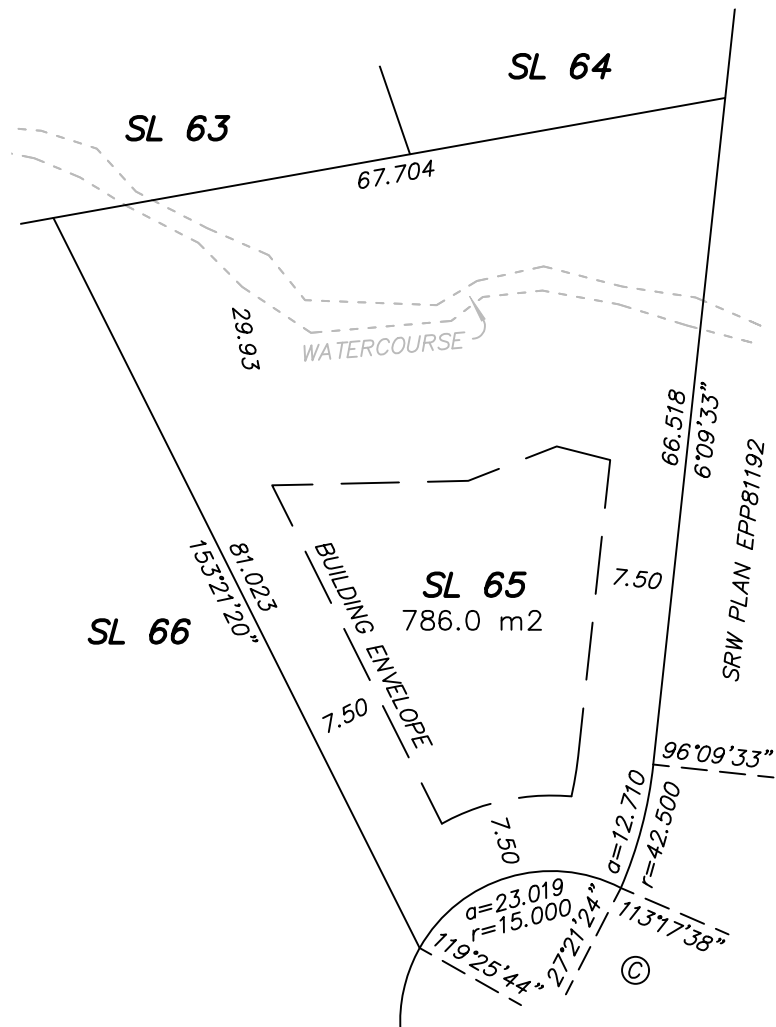 SL 64
SL 63
67.704
29.93
WATERCOURSE
66.518
6°09'33"
SRW PLAN EPP81192
81.023
153°21'20"
BUILDING ENVELOPE
SL 65
786.0 m2
7.50
SL 66
7.50
96°09'33"
7.50
a=12.710
r=42.500
a=23.019
r=15.000
27°21'24"
113°17'38"
119°25'44"
C